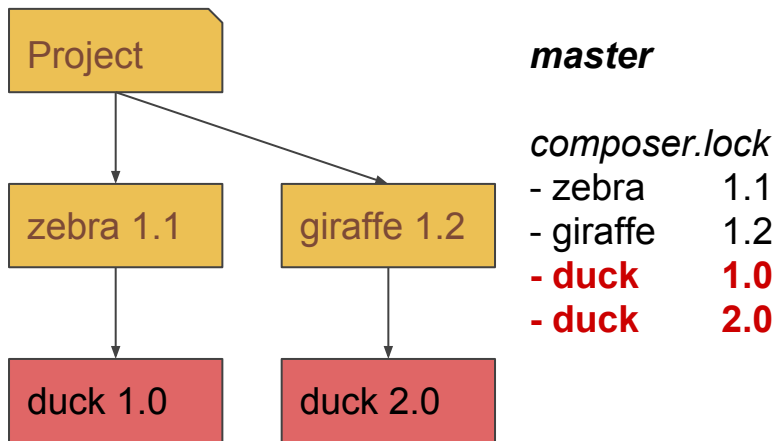 Project
zebra 1.1
giraffe 1.2
duck 1.0
duck 2.0
master
composer.lock
- zebra 1.1
- giraffe 1.2
- duck 1.0
- duck 2.0